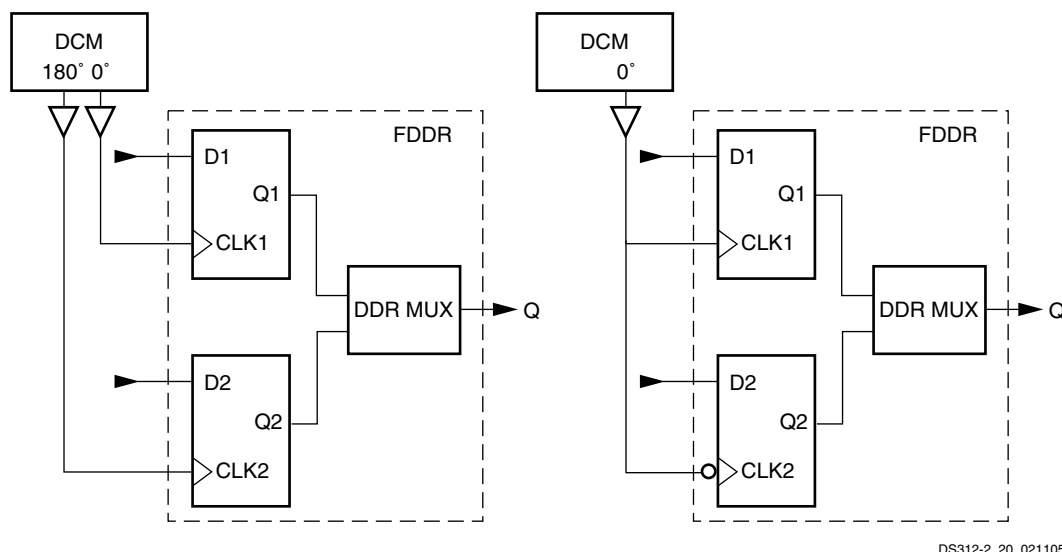 DCM
180° 0°
FDDR
D1
Q1
CLK1
DDR MUX
Q
D2
Q2
CLK2
DCM
0°
FDDR
D1
Q1
CLK1
DDR MUX
Q
D2
Q2
CLK2
DS312-2_20_021105